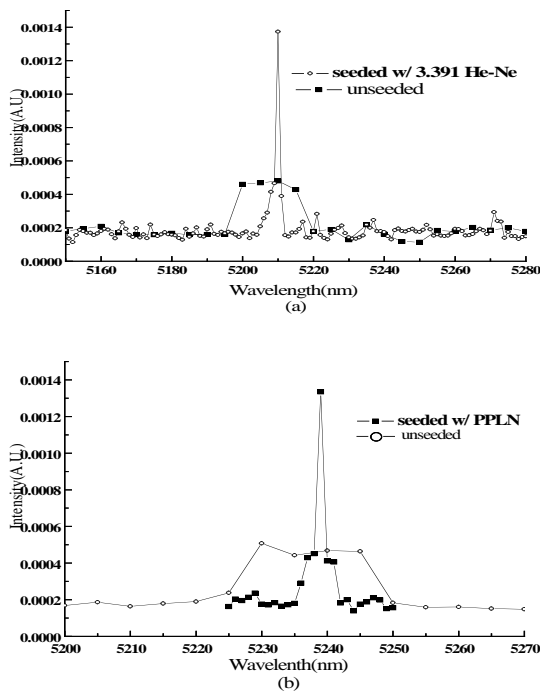 0.0014
0.0012
0.0010
0.0008
0.0006
0.0004
0.0002
0.0000
Intensity(A.U.)
seeded w/ 3.391 He-Ne
unseeded
5160 5180 5200 5220 5240 5260 5280
Wavelength(nm)
(a)
0.0014
0.0012
0.0010
0.0008
0.0006
0.0004
0.0002
0.0000
Intensity(A.U.)
seeded w/ PPLN
unseeded
5200 5210 5220 5230 5240 5250 5260 5270
Wavelenth(nm)
(b)